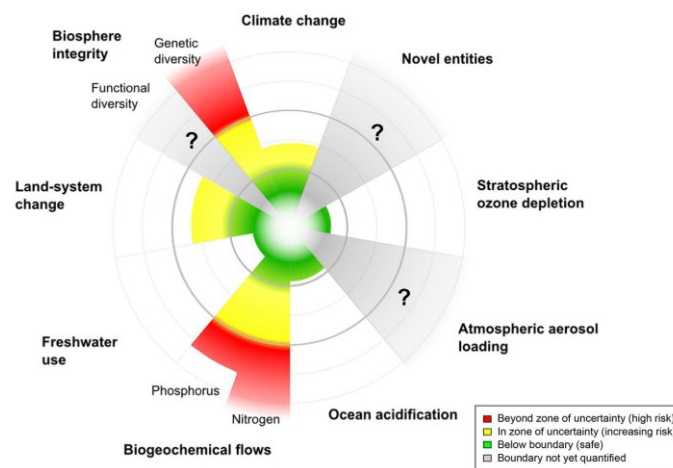 Climate change
Biosphere
integrity
Genetic
diversity
Novel entities
Functional
diversity
?
?
Land-system
change
Stratospheric
ozone depletion
?
Freshwater
use
Atmospheric aerosol
loading
Phosphorus
Nitrogen
Ocean acidification
Biogeochemical flows
Beyond zone of uncertainty (high risk)
In zone of uncertainty (increasing risk)
Below boundary (safe)
Boundary not yet quantified